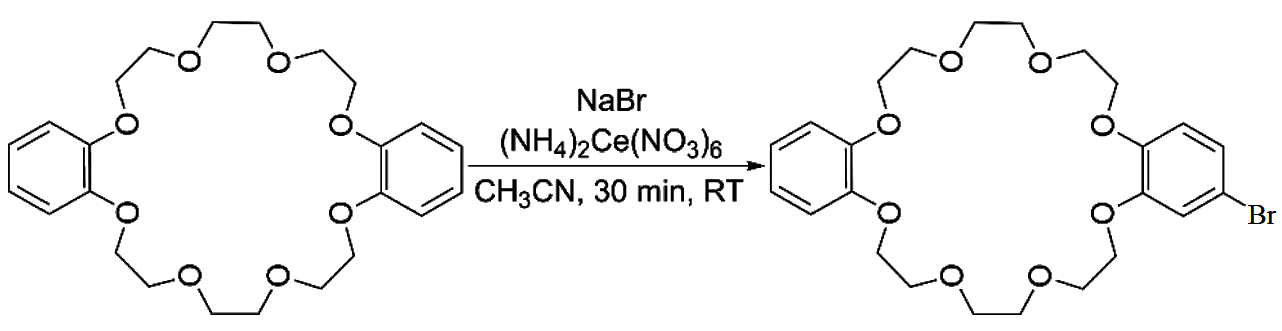 O O O O
NaBr
O O O O
(NH₄)₂Ce(NO₃)₆
CH₃CN, 30 min, RT
O O O O Br
O O O O